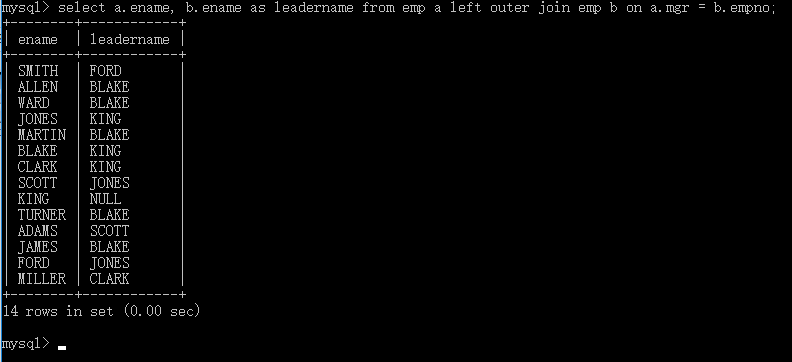 mysql> select a.ename, b.ename as leadername from emp a left outer join emp b on a.mgr = b.empno;
+--------+------------+
| ename  | leadername |
+--------+------------+
| SMITH  | FORD       |
| ALLEN  | BLAKE      |
| WARD   | BLAKE      |
| JONES  | KING       |
| MARTIN | BLAKE      |
| BLAKE  | KING       |
| CLARK  | KING       |
| SCOTT  | JONES      |
| KING   | NULL       |
| TURNER | BLAKE      |
| ADAMS  | SCOTT      |
| JAMES  | BLAKE      |
| FORD   | JONES      |
| MILLER | CLARK      |
+--------+------------+
14 rows in set (0.00 sec)
mysql>